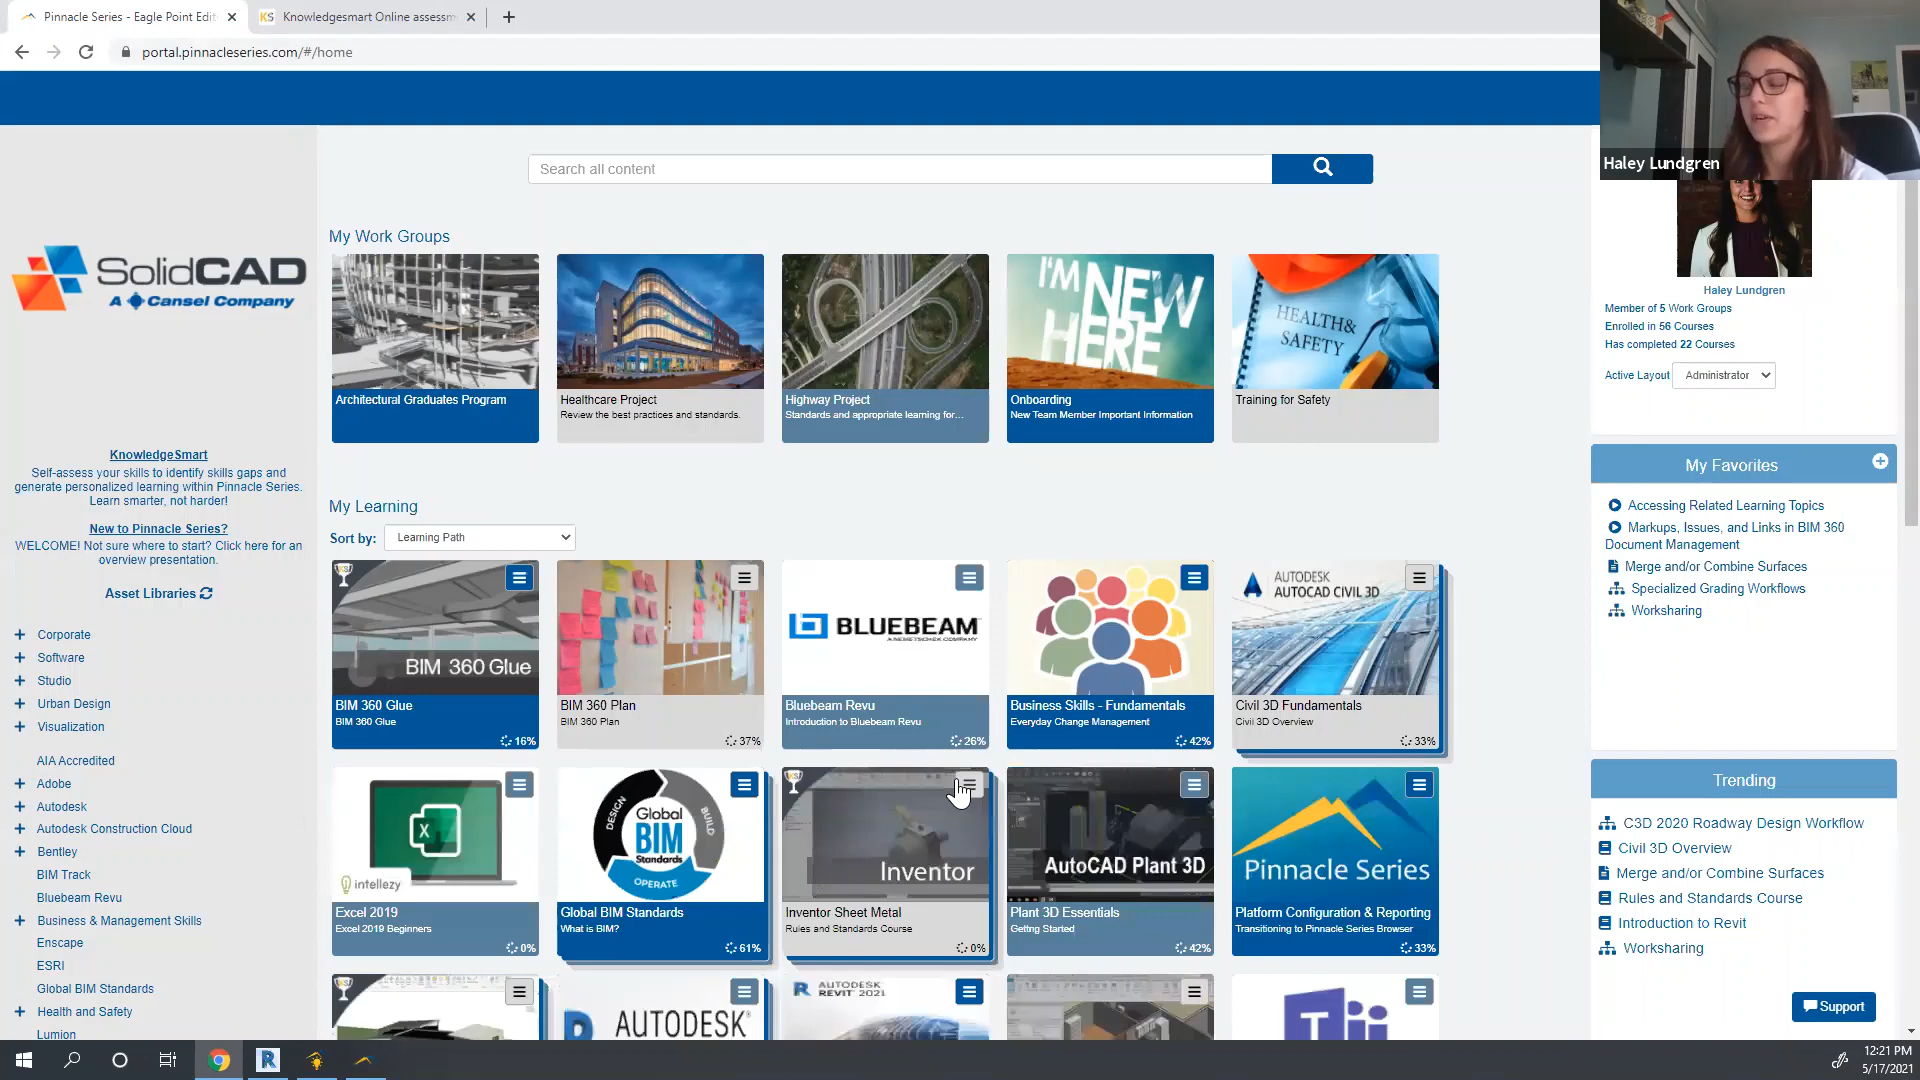 Pinnacle Series - Eagle Point Edit
Knowledgesmart Online assessm
portal.pinnacleseries.com/#/home
Haley Lundgren
Search all content
SolidCAD
A Cansel Company
KnowledgeSmart
Self-assess your skills to identify skills gaps and
generate personalized learning within Pinnacle Series.
Learn smarter, not harder!
New to Pinnacle Series?
WELCOME! Not sure where to start? Click here for an
overview presentation.
Asset Libraries
Corporate
Software
Studio
Urban Design
Visualization
AIA Accredited
Adobe
Autodesk
Autodesk Construction Cloud
Bentley
BIM Track
Bluebeam Revu
Business & Management Skills
Enscape
ESRI
Global BIM Standards
Health and Safety
Lumion
My Work Groups
Architectural Graduates Program
Healthcare Project
Review the best practices and standards.
Highway Project
Standards and appropriate learning for...
I'M NEW
HERE
Onboarding
New Team Member Important Information
HEALTH&
SAFETY
Training for Safety
My Learning
Sort by: Learning Path
BIM 360 Glue
BIM 360 Glue
BIM 360 Glue
16%
BIM 360 Plan
BIM 360 Plan
37%
BLUEBEAM
Bluebeam Revu
Introduction to Bluebeam Revu
26%
Business Skills - Fundamentals
Everyday Change Management
42%
AUTODESK
AUTOCAD CIVIL 3D
Civil 3D Fundamentals
Civil 3D Overview
33%
intellezy
Excel 2019
Excel 2019 Beginners
0%
DESIGN
BUILD
OPERATE
Global
BIM
Standards
Global BIM Standards
What is BIM?
61%
Inventor
Inventor Sheet Metal
Rules and Standards Course
0%
AutoCAD Plant 3D
Plant 3D Essentials
Getting Started
42%
Pinnacle Series
Platform Configuration & Reporting
Transitioning to Pinnacle Series Browser
33%
AUTODESK
AUTODESK
REVIT 2021
Haley Lundgren
Member of 5 Work Groups
Enrolled in 56 Courses
Has completed 22 Courses
Active Layout Administrator
My Favorites
Accessing Related Learning Topics
Markups, Issues, and Links in BIM 360
Document Management
Merge and/or Combine Surfaces
Specialized Grading Workflows
Worksharing
Trending
C3D 2020 Roadway Design Workflow
Civil 3D Overview
Merge and/or Combine Surfaces
Rules and Standards Course
Introduction to Revit
Worksharing
Support
12:21 PM
5/17/2021